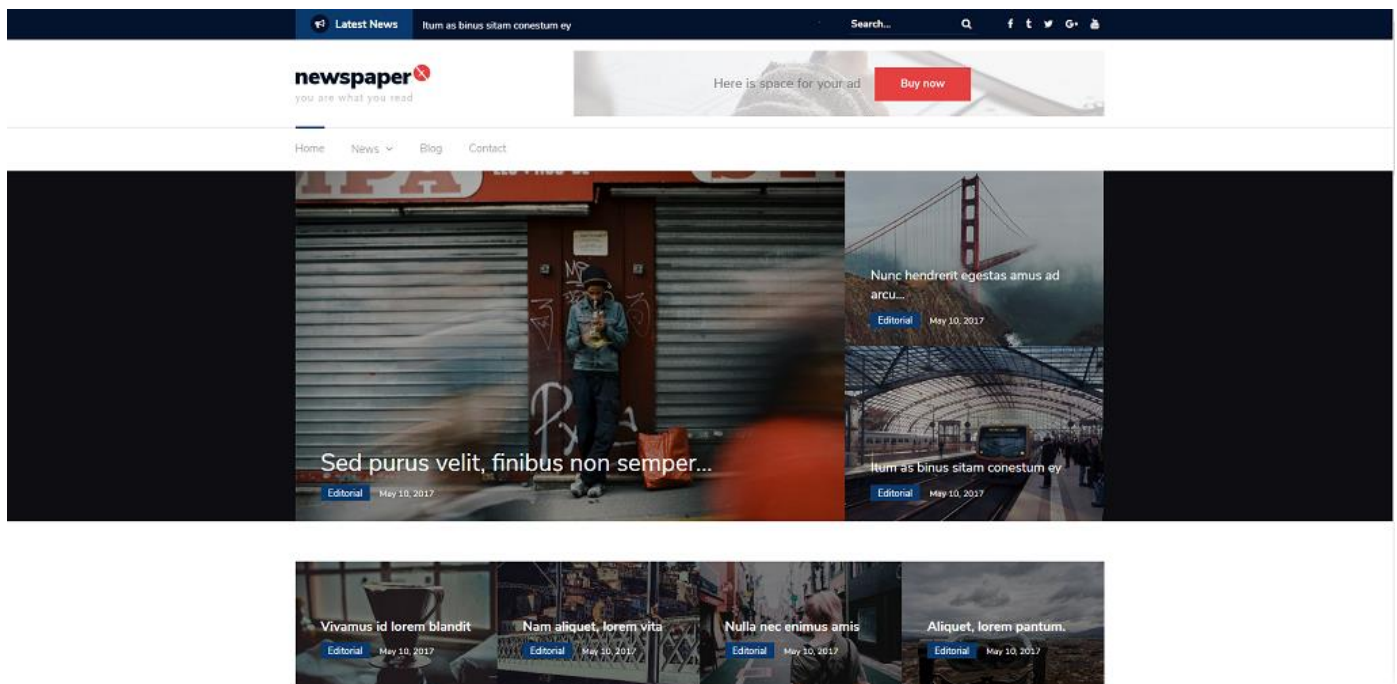 Latest News
Itum as binus sitam conestum ey
Search...
newspaper x
you are what you read
Here is space for your ad
Buy now
Home
News
Blog
Contact
Sed purus velit, finibus non semper...
Editorial May 10, 2017
Nunc hendrerit egestas amus ad
arcu...
Editorial May 10, 2017
Itum as binus sitam conestum ey
Editorial May 10, 2017
Vivamus id lorem blandit
Editorial May 10, 2017
Nam aliquet, lorem vita
Editorial May 10, 2017
Nulla nec enimus amis
Editorial May 10, 2017
Aliquet, lorem pantum.
Editorial May 10, 2017